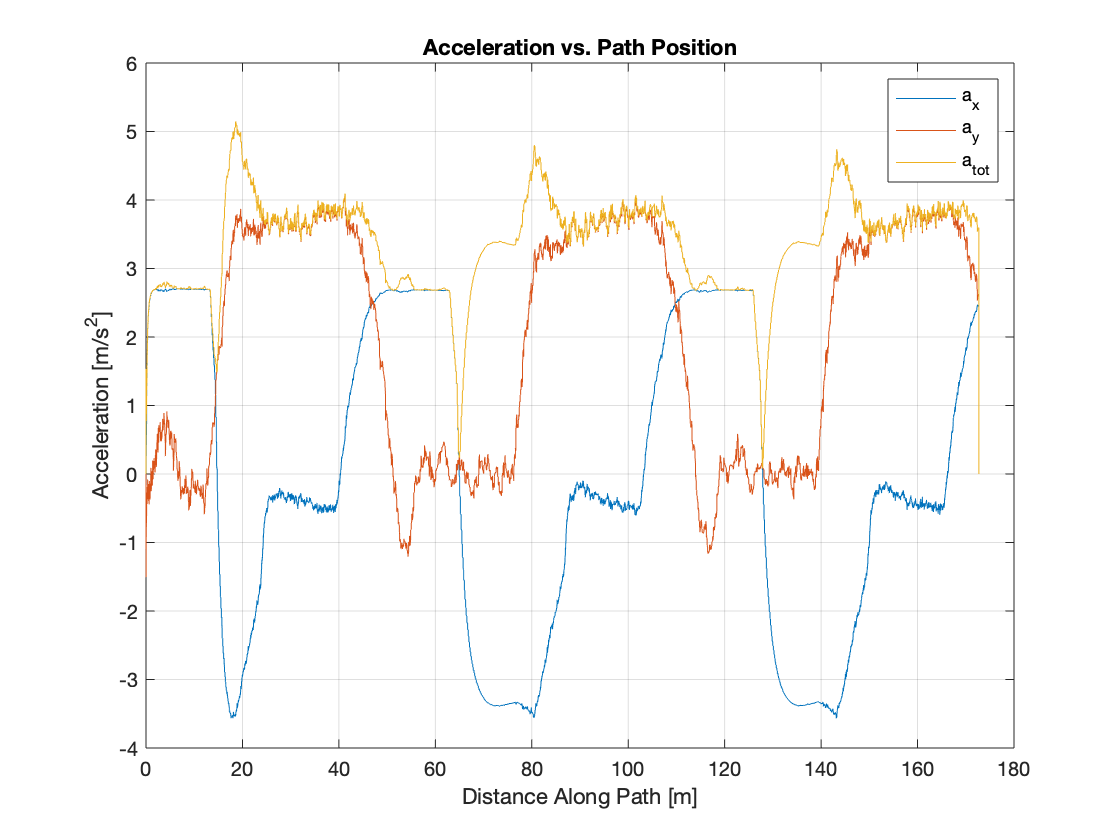 Acceleration vs. Path Position
a_x
a_y
a_tot
Acceleration [m/s^2]
6
5
4
3
2
1
0
-1
-2
-3
-4
0 20 40 60 80 100 120 140 160 180
Distance Along Path [m]